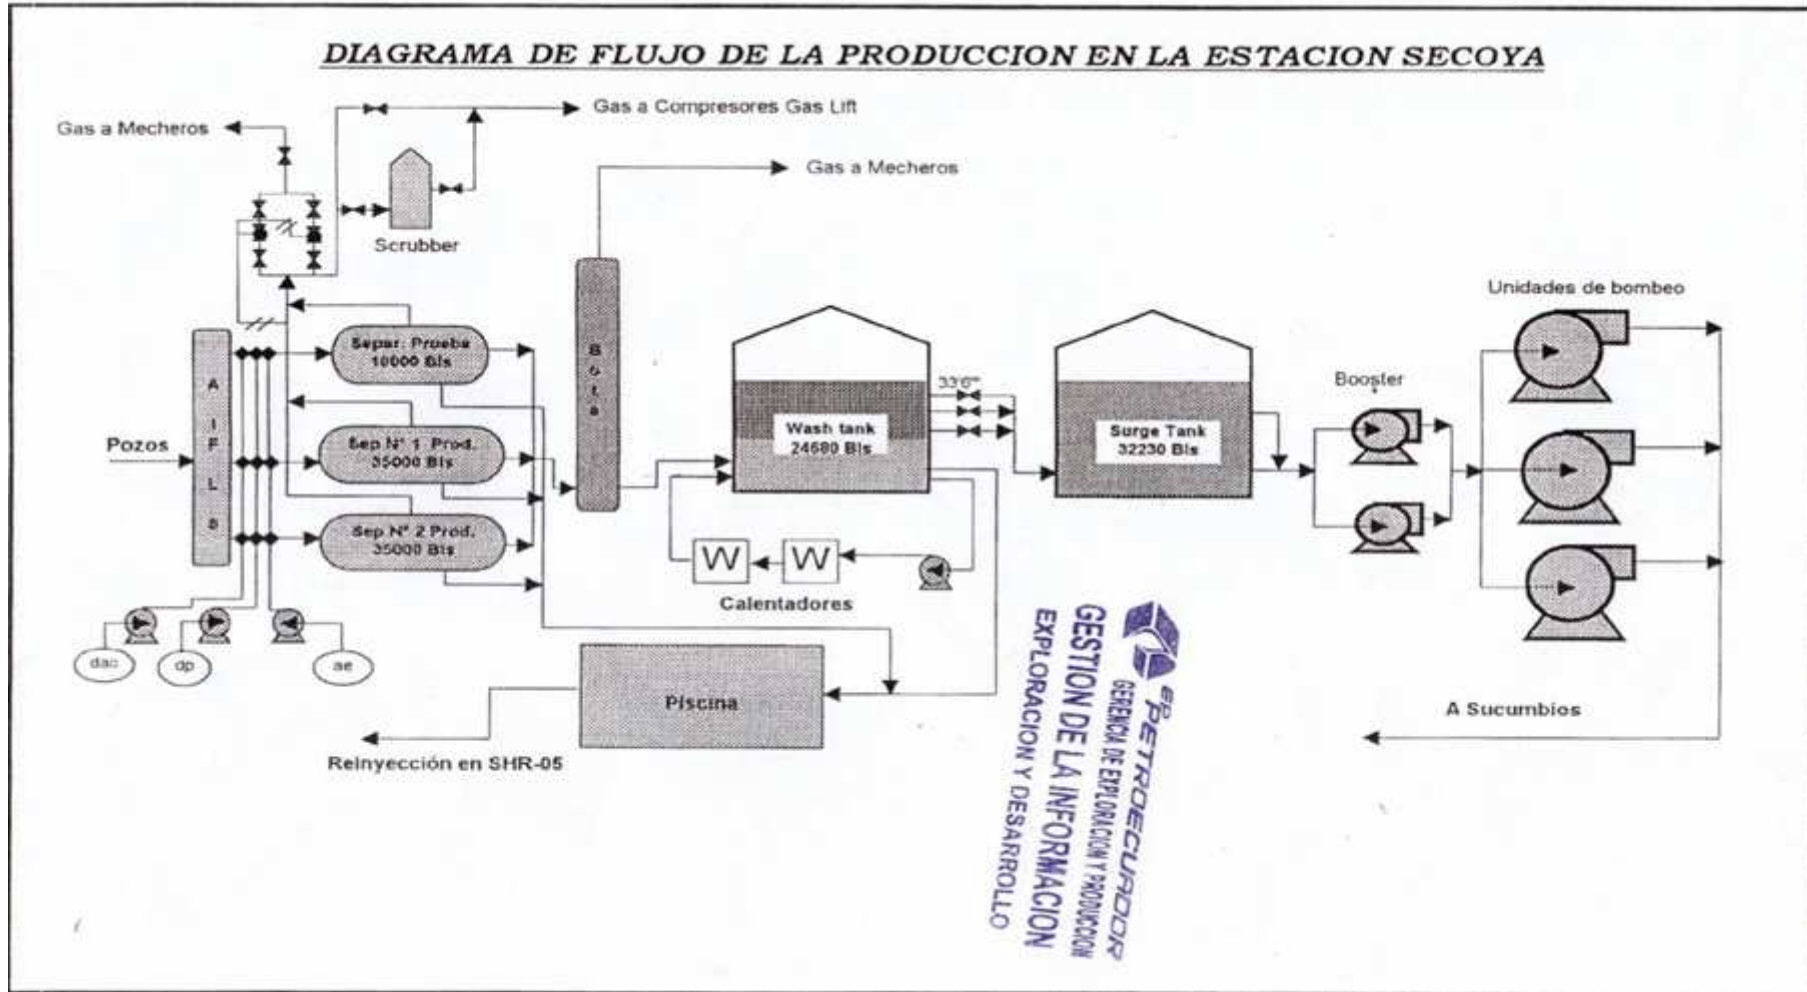 DIAGRAMA DE FLUJO DE LA PRODUCCION EN LA ESTACION SECOYA
Gas a Compresores Gas Lift
Gas a Mecheros
Gas a Mecheros
Scrubber
Unidades de bombeo
Separ. Prueba
10000 Bls
B
o
t
a
33'6"
Booster
Pozos
Sep N° 1 Prod.
35000 Bls
Wash tank
24680 Bls
Surge Tank
32230 Bls
Sep N° 2 Prod.
35000 Bls
Calentadores
dac
dp
ae
Piscina
Reinyección en SHR-05
A Sucumbios
EP PETROECUADOR
GERENCIA DE EXPLORACION Y PRODUCCION
GESTION DE LA INFORMACION
EXPLORACION Y DESARROLLO